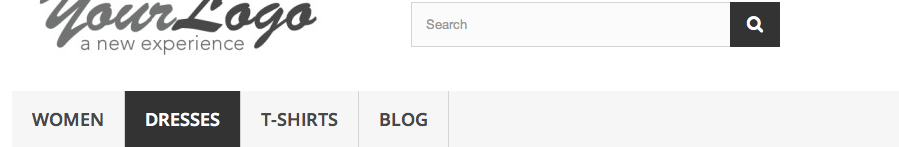 YourLogo
a new experience
Search
WOMEN DRESSES T-SHIRTS BLOG